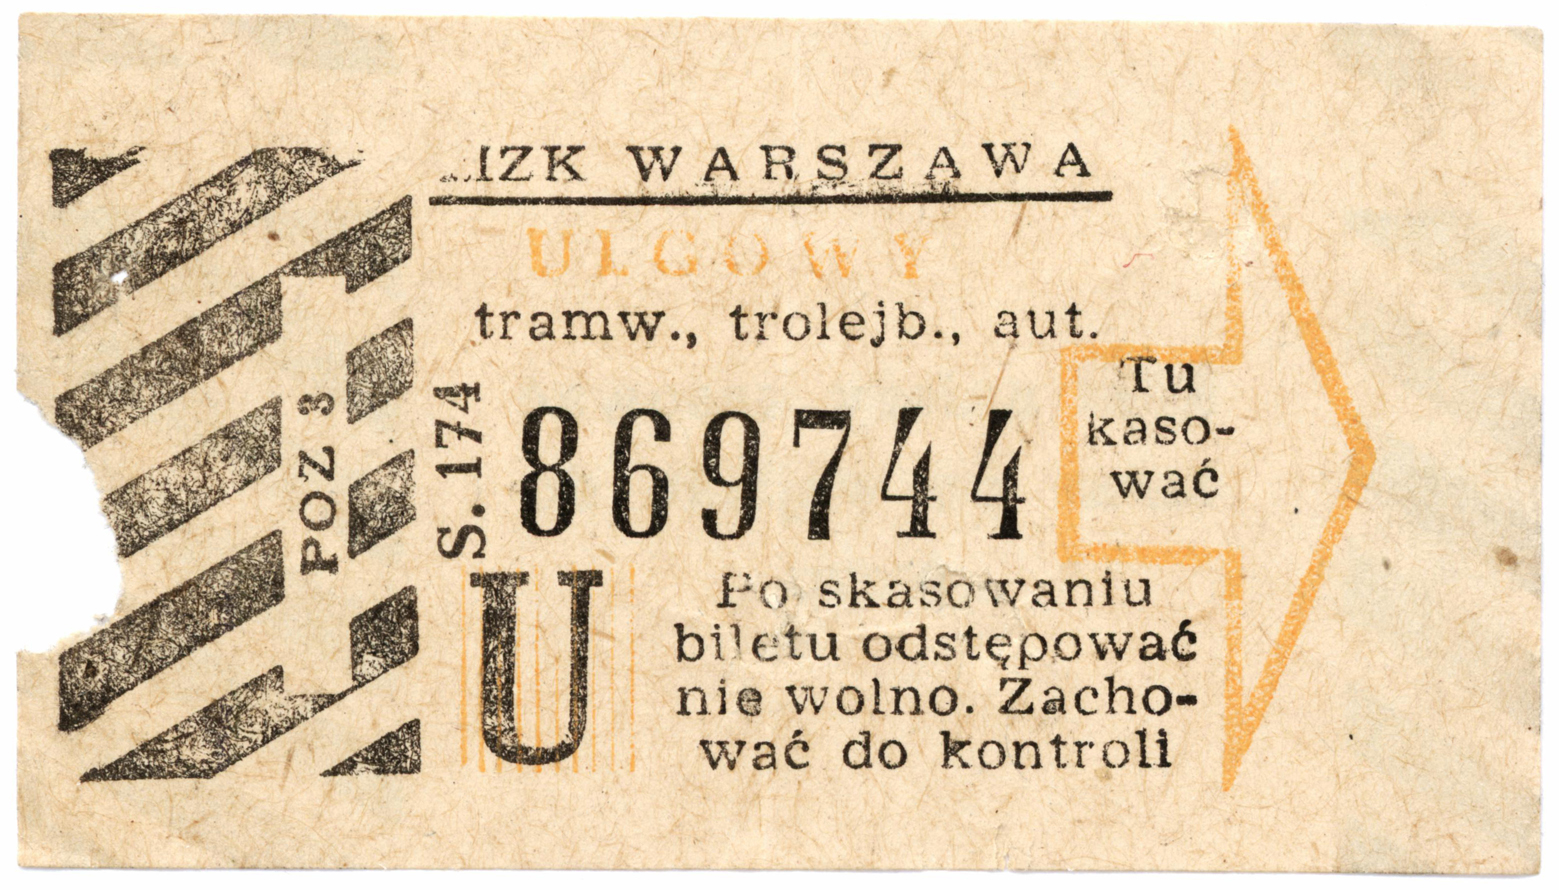 MZK WARSZAWA
ULGOWY
tramw., trolejb., aut.
POZ 3
S. 174
869744
Tu
kaso-
wać
U
Po skasowaniu
biletu odstępować
nie wolno. Zacho-
wać do kontroli